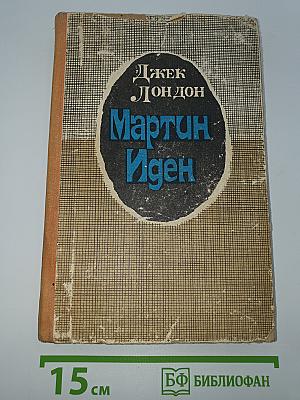 Джек
Лондон
Мартин
Иден
15 см
БФ БИБЛИОФАН